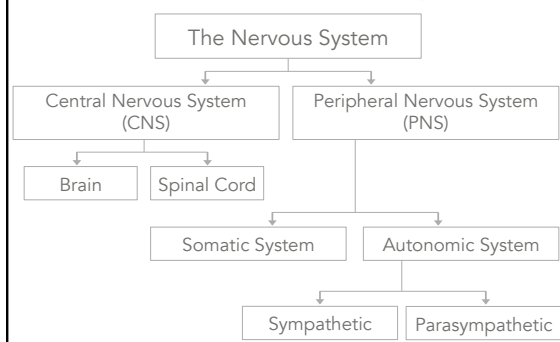 The Nervous System
Central Nervous System
(CNS)
Peripheral Nervous System
(PNS)
Brain
Spinal Cord
Somatic System
Autonomic System
Sympathetic
Parasympathetic